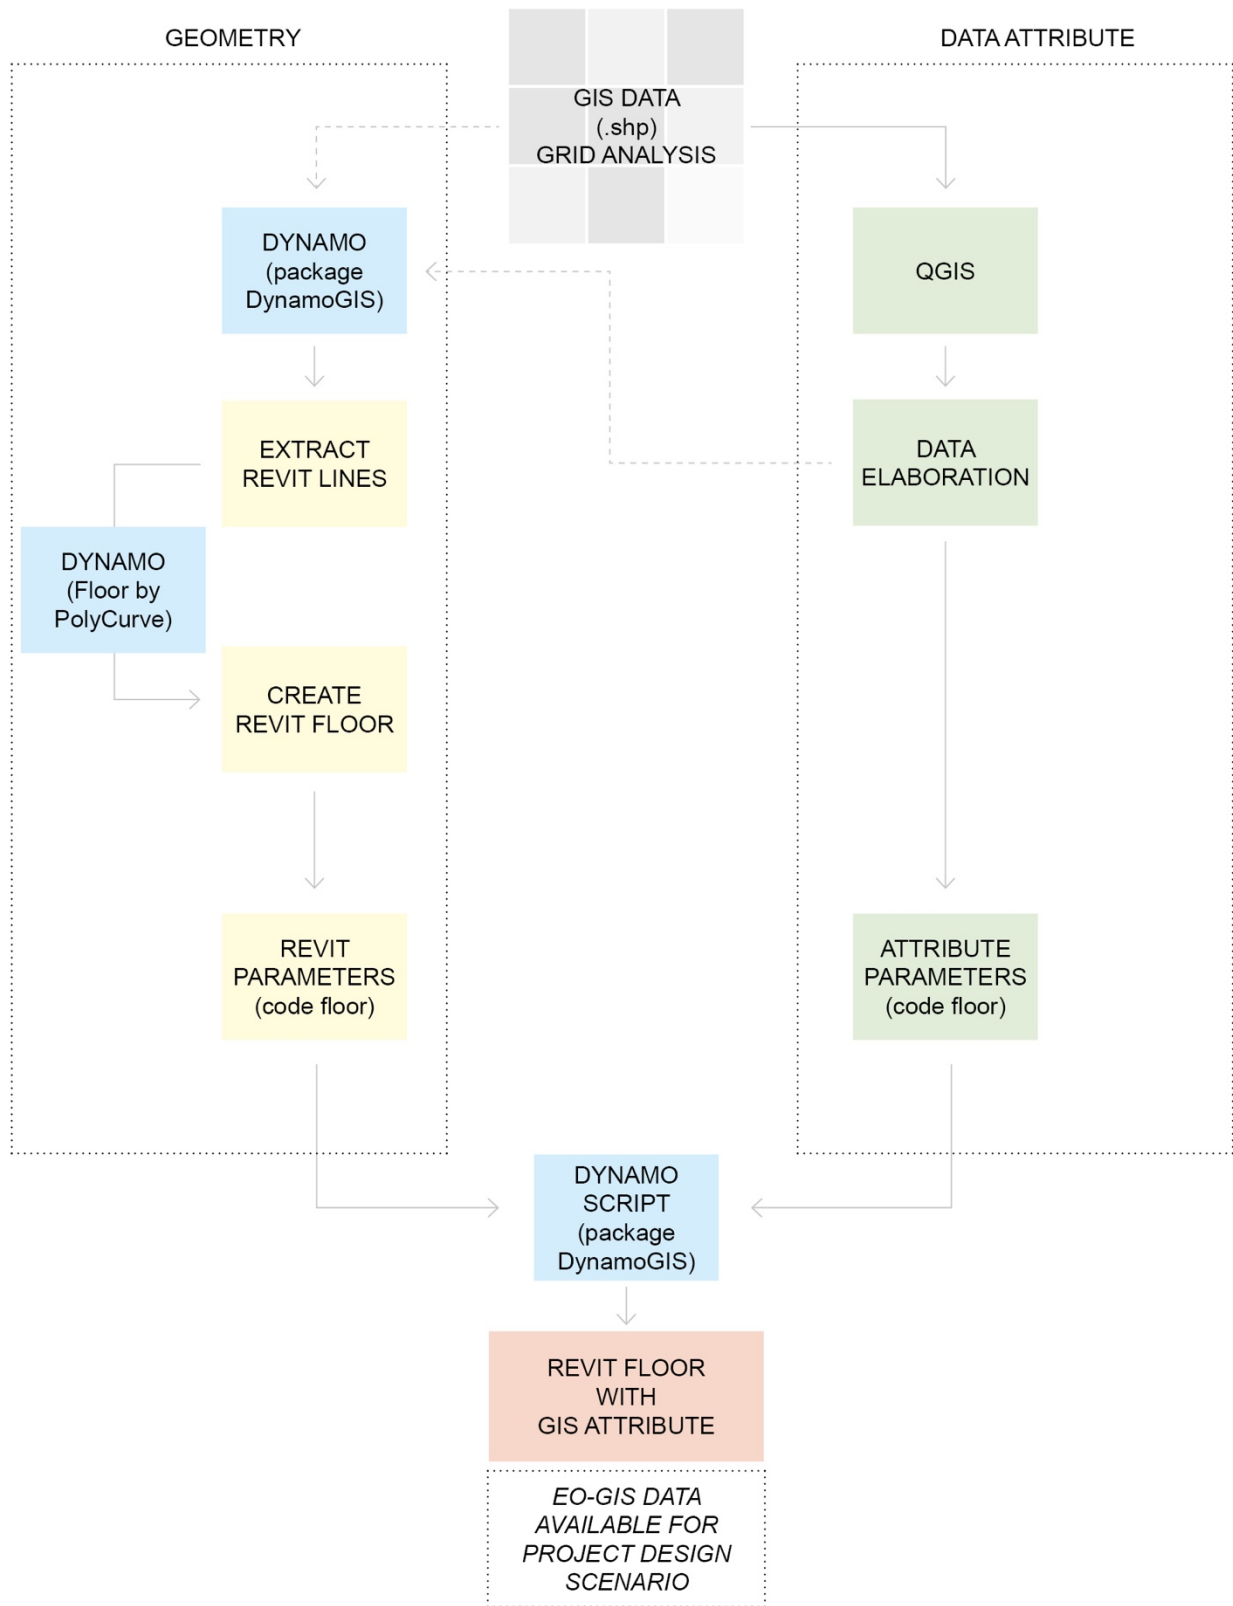 GEOMETRY
DATA ATTRIBUTE
GIS DATA
(.shp)
GRID ANALYSIS
DYNAMO
(package
DynamoGIS)
QGIS
EXTRACT
REVIT LINES
DATA
ELABORATION
DYNAMO
(Floor by
PolyCurve)
CREATE
REVIT FLOOR
REVIT
PARAMETERS
(code floor)
ATTRIBUTE
PARAMETERS
(code floor)
DYNAMO
SCRIPT
(package
DynamoGIS)
REVIT FLOOR
WITH
GIS ATTRIBUTE
EO-GIS DATA
AVAILABLE FOR
PROJECT DESIGN
SCENARIO